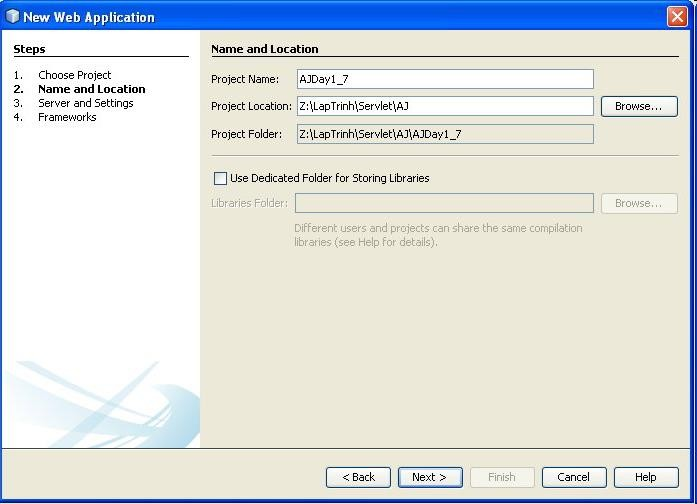 New Web Application
Steps
1. Choose Project
2. Name and Location
3. Server and Settings
4. Frameworks
Name and Location
Project Name: AJDay1_7
Project Location: Z:\LapTrinh\Servlet\AJ Browse...
Project Folder: Z:\LapTrinh\Servlet\AJ\AJDay1_7
Use Dedicated Folder for Storing Libraries
Libraries Folder: Browse...
Different users and projects can share the same compilation
libraries (see Help for details).
< Back Next > Finish Cancel Help